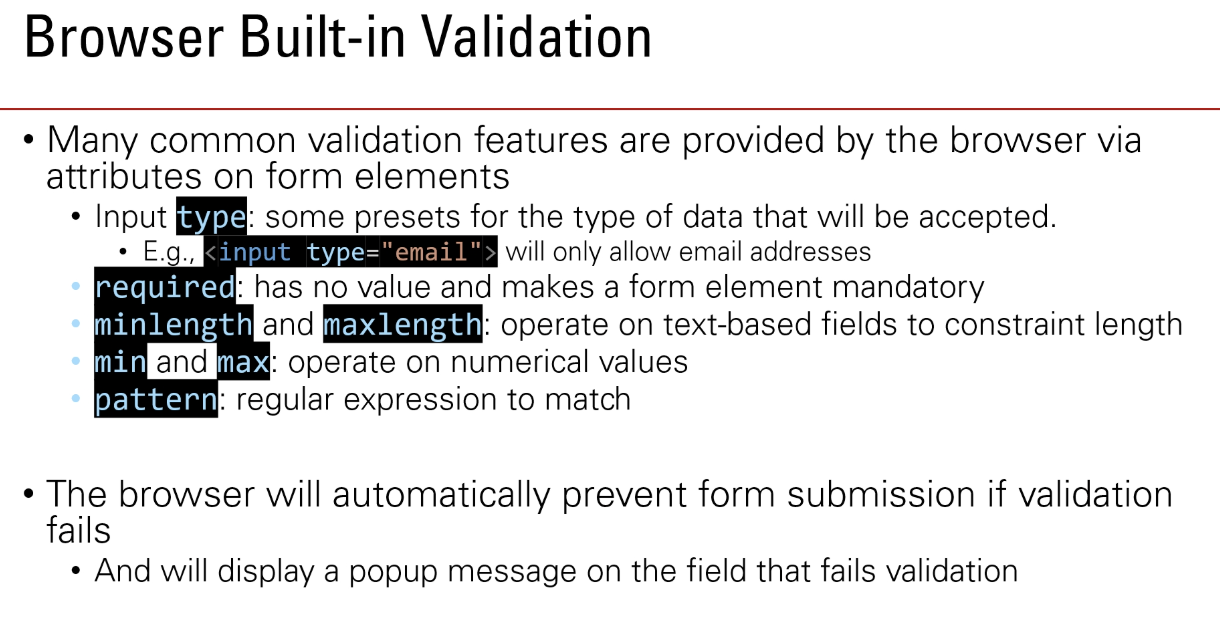 Browser Built-in Validation
• Many common validation features are provided by the browser via
attributes on form elements
• Input type: some presets for the type of data that will be accepted.
• E.g., <input type="email"> will only allow email addresses
• required: has no value and makes a form element mandatory
• minlength and maxlength: operate on text-based fields to constraint length
• min and max: operate on numerical values
• pattern: regular expression to match
• The browser will automatically prevent form submission if validation
fails
• And will display a popup message on the field that fails validation